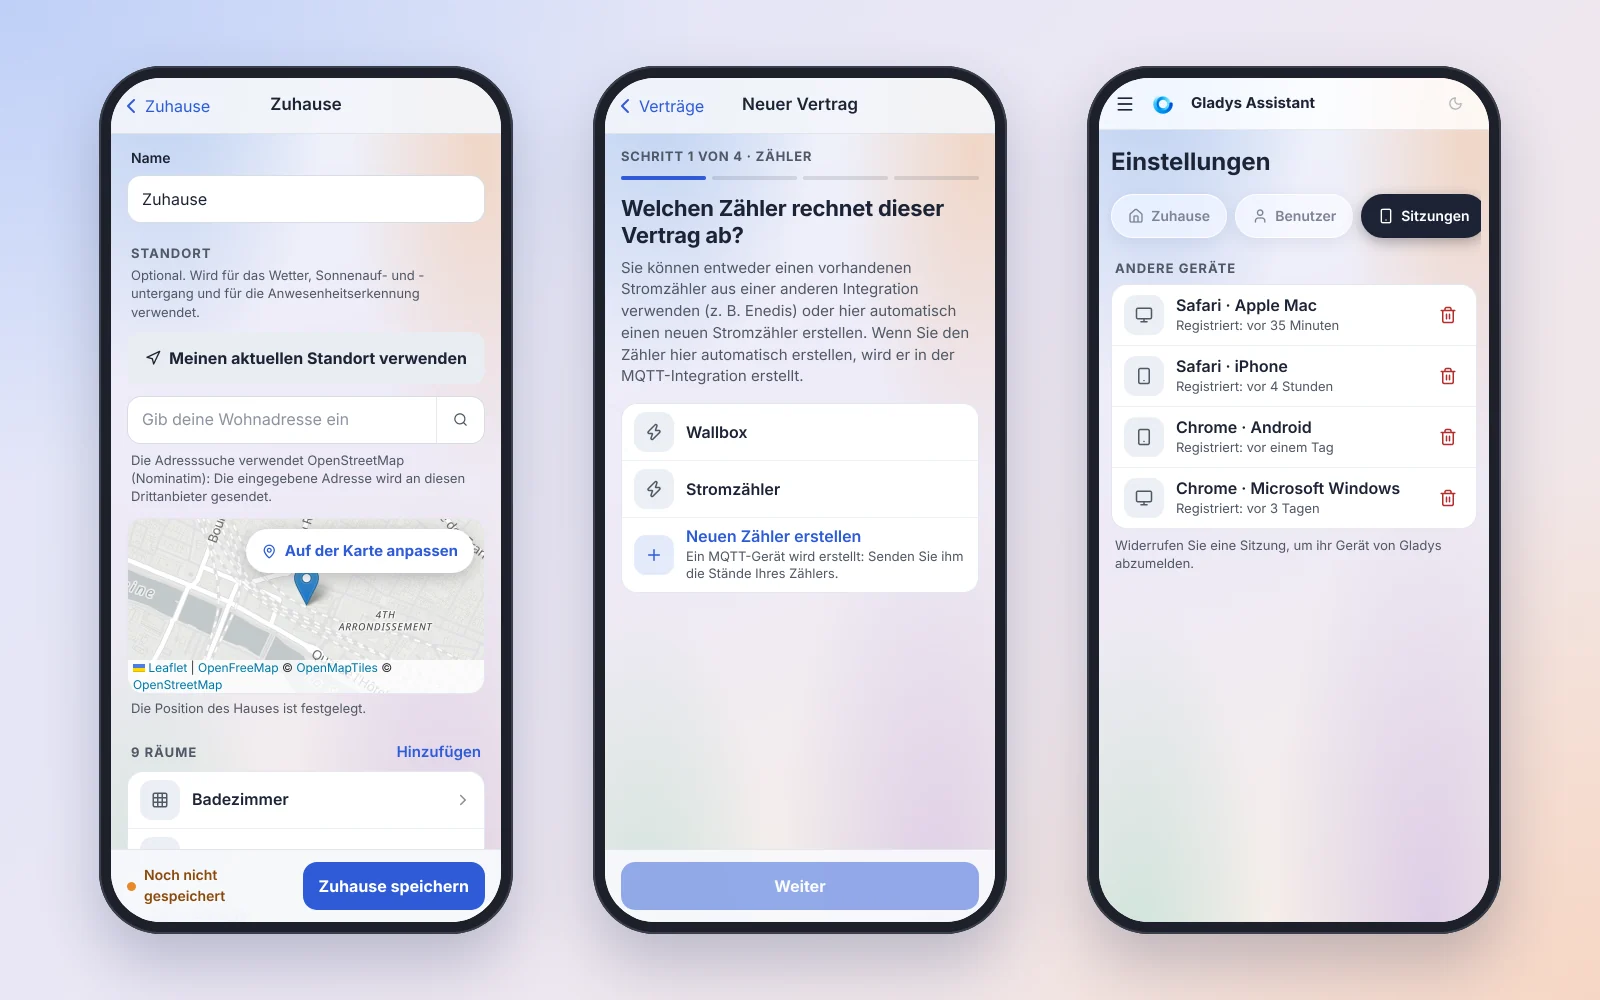 Zuhause
Zuhause
Name
Zuhause
STANDORT
Optional. Wird für das Wetter, Sonnenauf- und -
untergang und für die Anwesenheitserkennung
verwendet.
Meinen aktuellen Standort verwenden
Gib deine Wohnadresse ein
Die Adresssuche verwendet OpenStreetMap
(Nominatim): Die eingegebene Adresse wird an diesen
Drittanbieter gesendet.
Auf der Karte anpassen
4TH
ARRONDISSEMENT
Leaflet | OpenFreeMap © OpenMapTiles ©
OpenStreetMap
Die Position des Hauses ist festgelegt.
9 RÄUME
Hinzufügen
Badezimmer
Noch nicht
gespeichert
Zuhause speichern
Verträge
Neuer Vertrag
SCHRITT 1 VON 4 · ZÄHLER
Welchen Zähler rechnet dieser
Vertrag ab?
Sie können entweder einen vorhandenen
Stromzähler aus einer anderen Integration
verwenden (z. B. Enedis) oder hier automatisch
einen neuen Stromzähler erstellen. Wenn Sie den
Zähler hier automatisch erstellen, wird er in der
MQTT-Integration erstellt.
Wallbox
Stromzähler
Neuen Zähler erstellen
Ein MQTT-Gerät wird erstellt: Senden Sie ihm
die Stände Ihres Zählers.
Weiter
Gladys Assistant
Einstellungen
Zuhause
Benutzer
Sitzungen
ANDERE GERÄTE
Safari · Apple Mac
Registriert: vor 35 Minuten
Safari · iPhone
Registriert: vor 4 Stunden
Chrome · Android
Registriert: vor einem Tag
Chrome · Microsoft Windows
Registriert: vor 3 Tagen
Widerrufen Sie eine Sitzung, um ihr Gerät von Gladys
abzumelden.